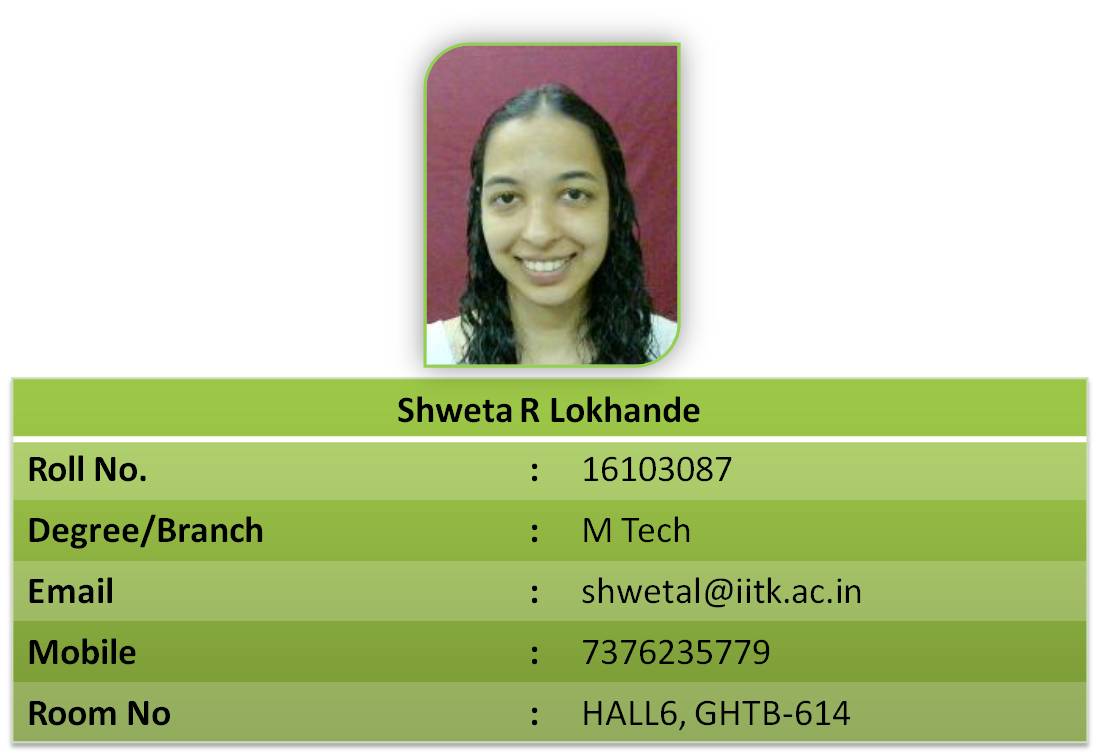 Shweta R Lokhande
Roll No. : 16103087
Degree/Branch : M Tech
Email : shwetal@iitk.ac.in
Mobile : 7376235779
Room No : HALL6, GHTB-614